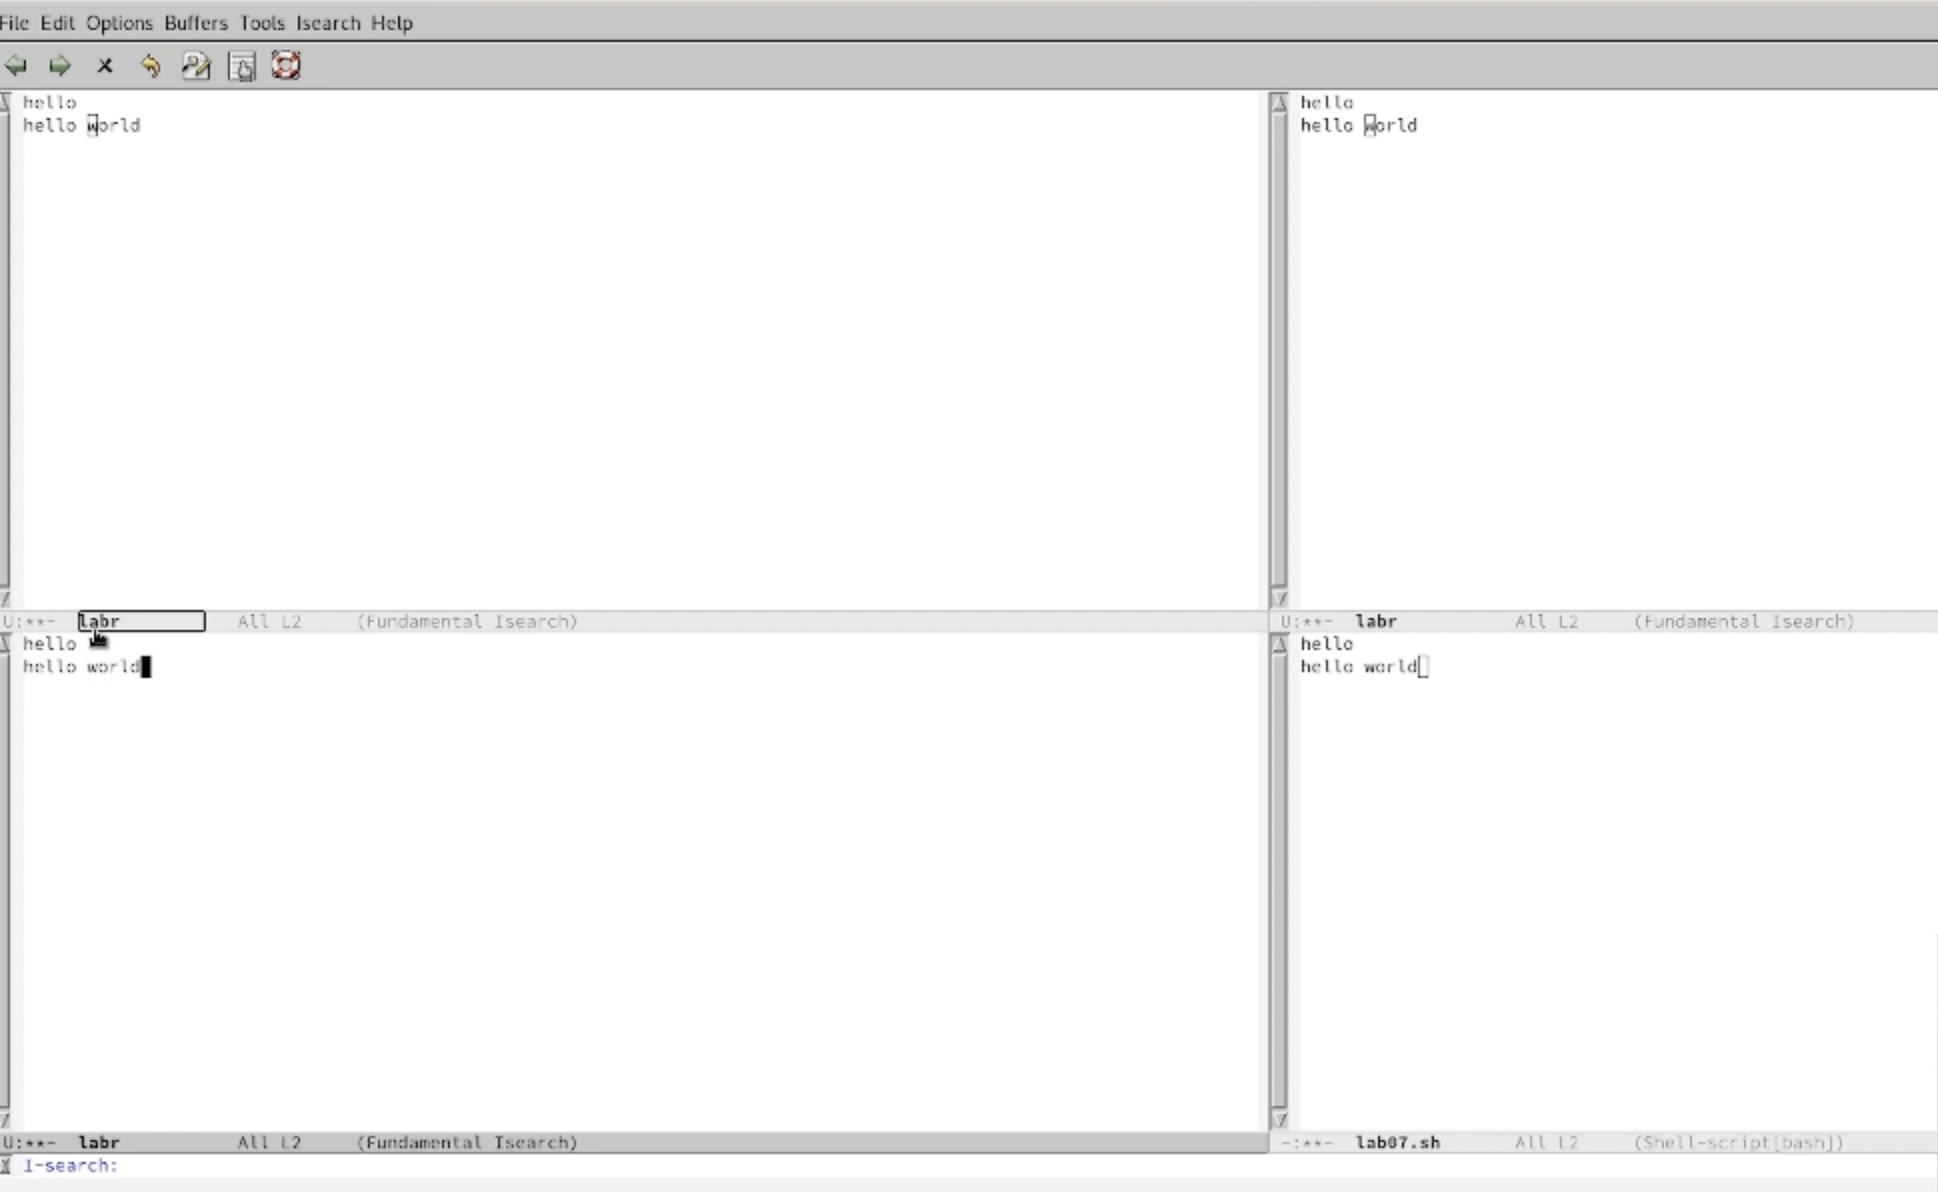 File Edit Options Buffers Tools Isearch Help
hello
hello world
U:**- labr All L2 (Fundamental Isearch)
hello
hello world
U:**- labr All L2 (Fundamental Isearch)
hello
hello world
U:**- labr All L2 (Fundamental Isearch)
hello
hello world
-:**- lab07.sh All L2 (Shell-script[bash])
I-search: